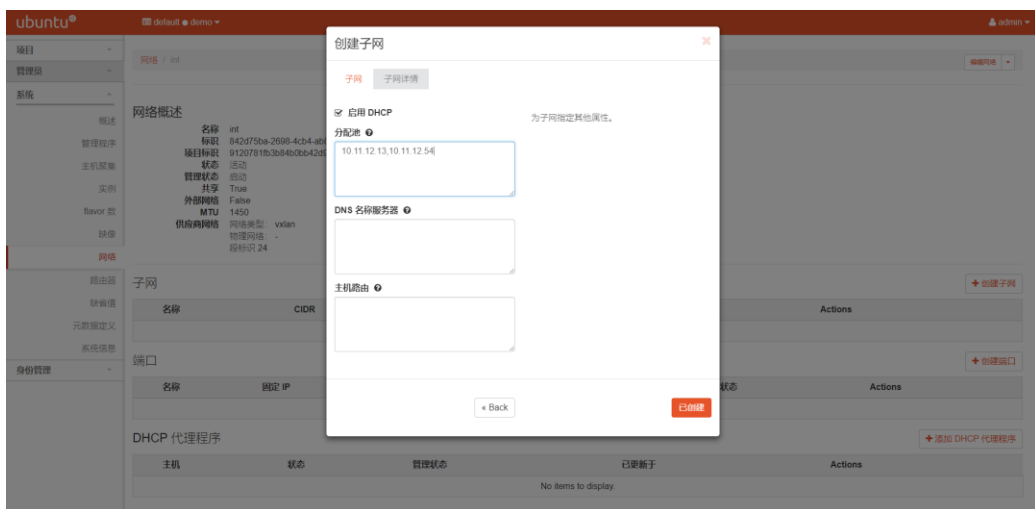 ubuntu®
default demo
admin
项目
管理员
系统
概述
管理程序
主机聚集
实例
flavor 数
映像
网络
路由器
缺省值
元数据定义
系统信息
身份管理
网络 / int
编辑网络
网络概述
名称 int
标识 842d75ba-2698-4cb4-
项目标识 9120781fb3b84b0bb42d
状态 活动
管理状态 启动
共享 True
外部网络 False
MTU 1450
供应商网络 网络类型: vxlan
物理网络: -
段标识 24
创建子网
子网 子网详情
启用 DHCP
为子网指定其他属性。
分配池
10.11.12.13,10.11.12.54
DNS 名称服务器
主机路由
« Back
已创建
子网
+ 创建子网
名称 CIDR Actions
端口
+ 创建端口
名称 固定 IP 状态 Actions
DHCP 代理程序
+ 添加 DHCP 代理程序
主机 状态 管理状态 已更新于 Actions
No items to display.